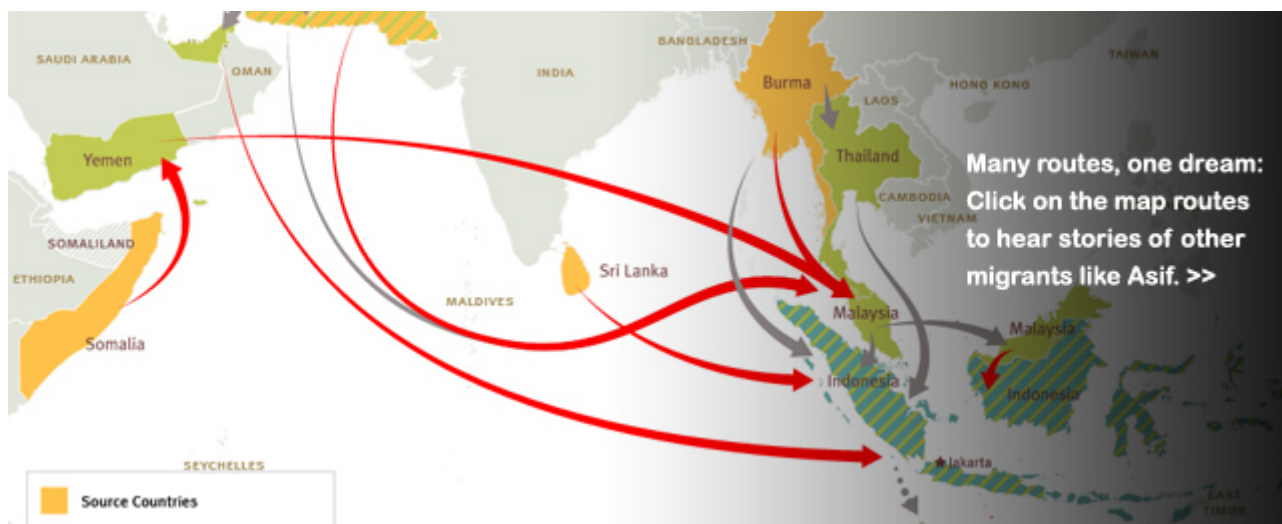 TAIWAN
BANGLADESH
SAUDI ARABIA
OMAN
INDIA
Burma
HONG KONG
LAOS
Yemen
Thailand
Many routes, one dream:
Click on the map routes
to hear stories of other
migrants like Asif. >>
CAMBODIA
VIETNAM
SOMALILAND
ETHIOPIA
Sri Lanka
MALDIVES
Malaysia
Malaysia
Somalia
Indonesia
Indonesia
SEYCHELLES
Jakarta
Source Countries
EAST
TIMOR